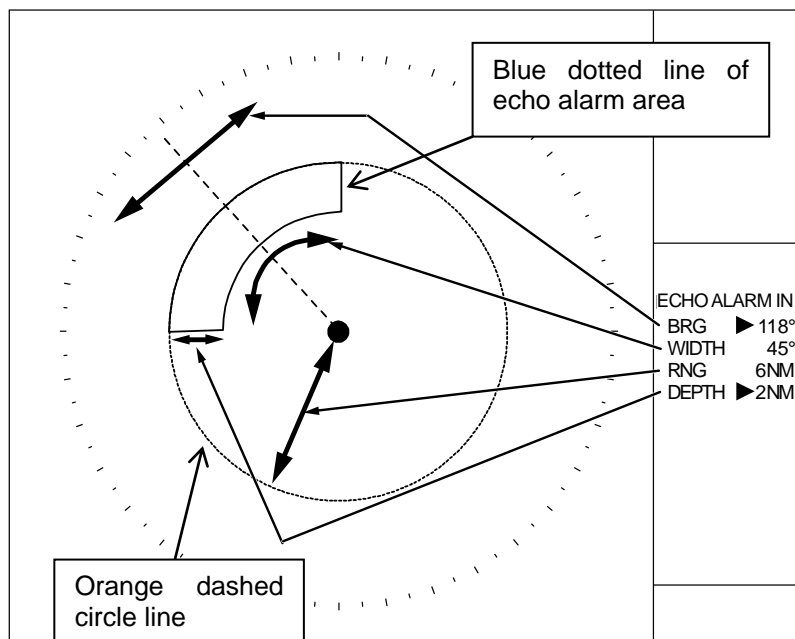 Blue dotted line of
echo alarm area
ECHO ALARM IN
BRG ▶ 118°
WIDTH 45°
RNG 6NM
DEPTH ▶2NM
Orange dashed
circle line